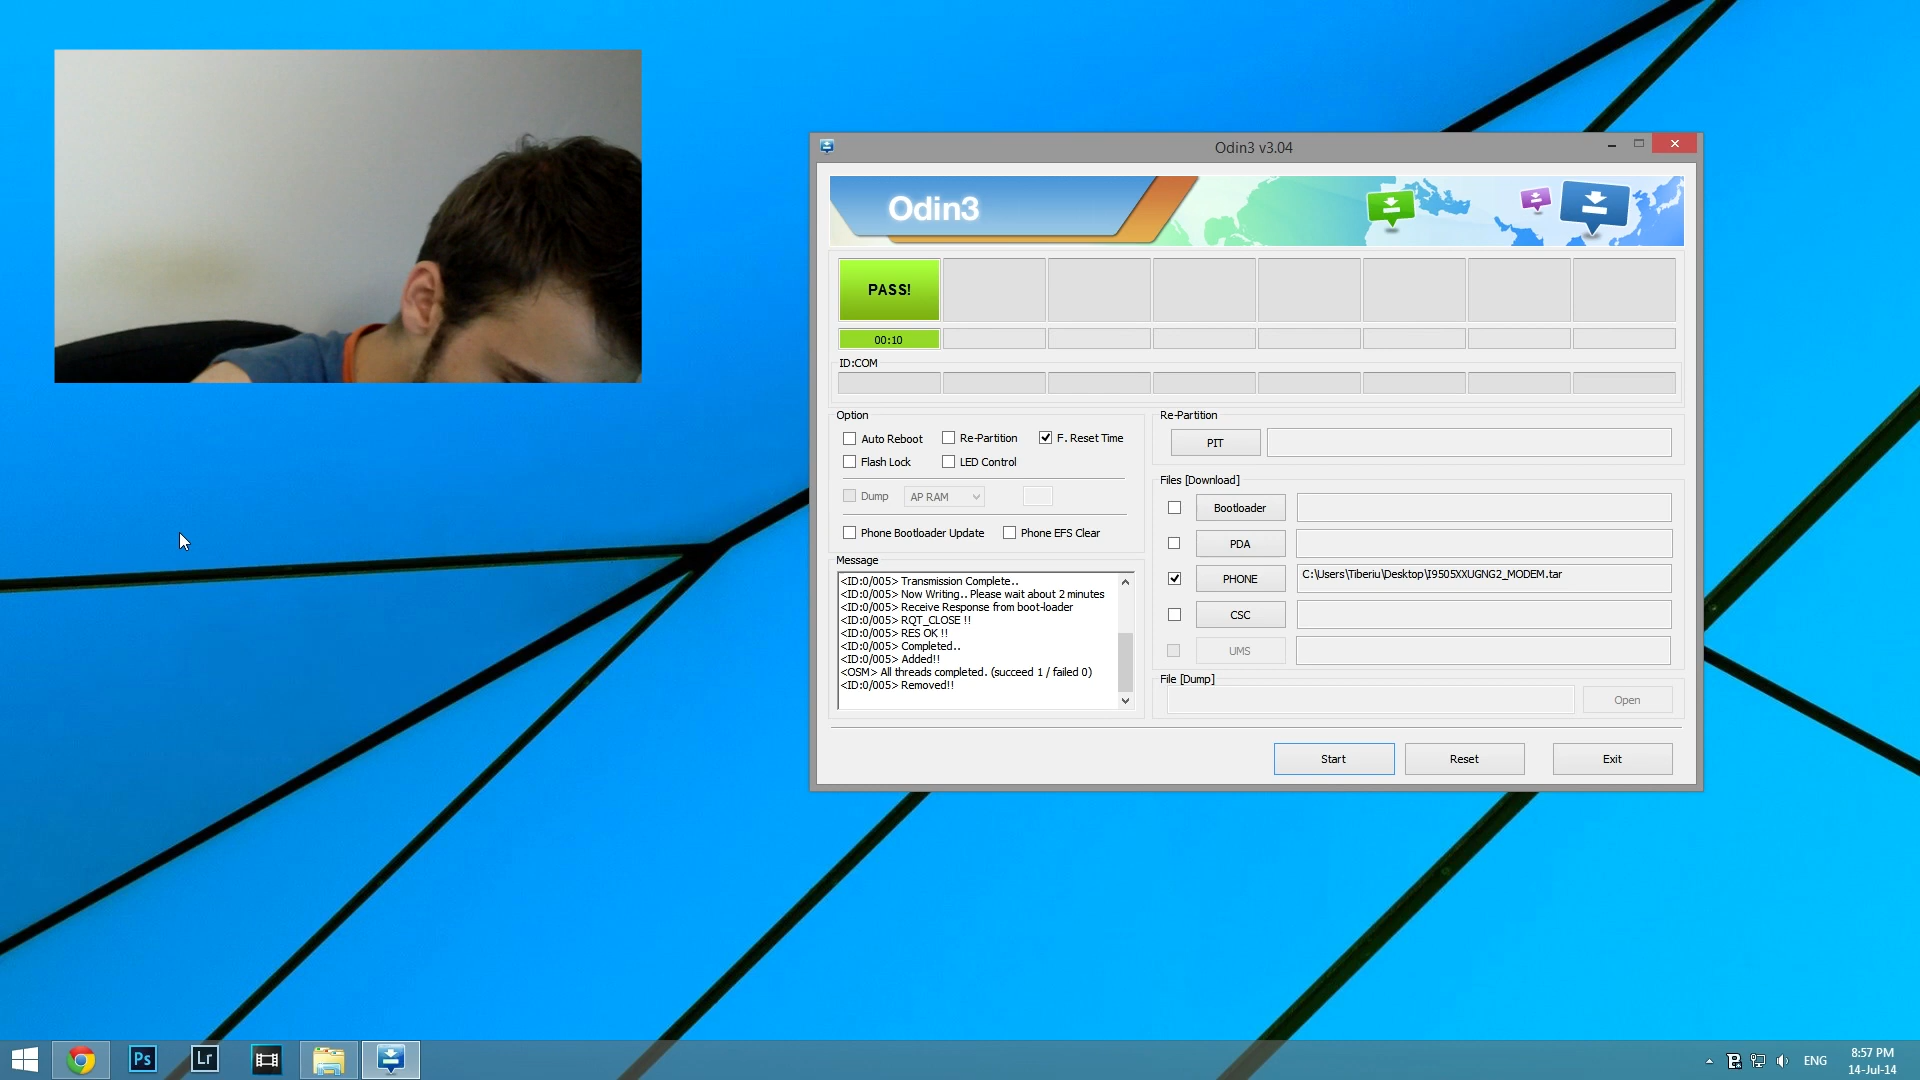 Odin3 v3.04
Odin3
PASS!
00:10
ID:COM
Option
Auto Reboot
Re-Partition
F. Reset Time
Flash Lock
LED Control
Dump
AP RAM
Phone Bootloader Update
Phone EFS Clear
Message
<ID:0/005> Transmission Complete..
<ID:0/005> Now Writing.. Please wait about 2 minutes
<ID:0/005> Receive Response from boot-loader
<ID:0/005> RQT_CLOSE !!
<ID:0/005> RES OK !!
<ID:0/005> Completed..
<ID:0/005> Added!!
<OSM> All threads completed. (succeed 1 / failed 0)
<ID:0/005> Removed!!
Re-Partition
PIT
Files [Download]
Bootloader
PDA
PHONE C:\Users\Tiberiu\Desktop\I9505XXUGNG2_MODEM.tar
CSC
UMS
File [Dump]
Open
Start
Reset
Exit
Ps
Lr
ENG
8:57 PM
14-Jul-14